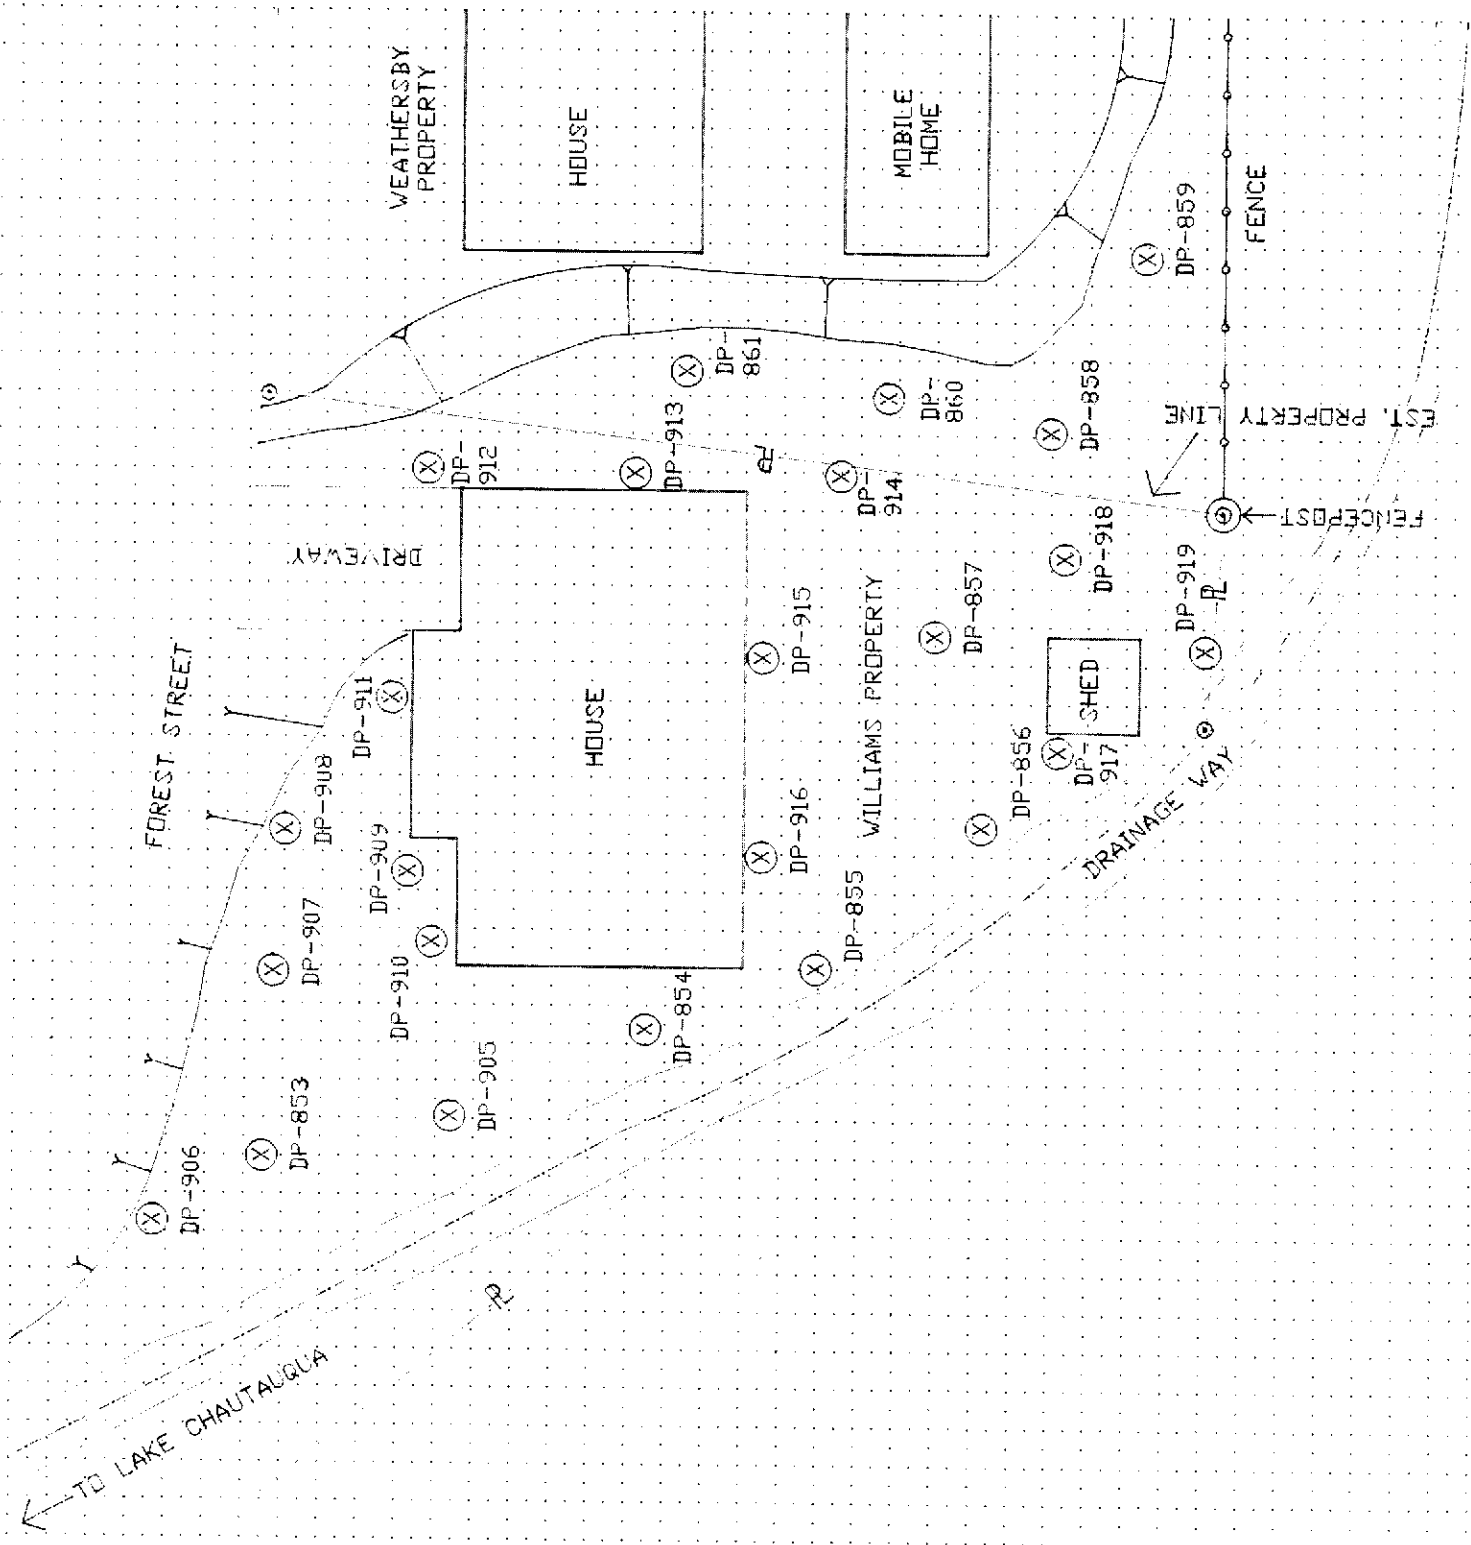 WEATHERSBY
PROPERTY
HOUSE
MOBILE
HOME
DP-859
FENCE
DP-
861
DP-
860
DP-858
EST. PROPERTY LINE
DP-
912
DP-913
PL
DP-
914
DP-918
FENCEPOST
DRIVEWAY
DP-919
PL
FOREST STREET
DP-911
DP-915
WILLIAMS PROPERTY
DP-857
SHED
HOUSE
DP-908
DP-909
DP-916
DP-856
DP-
917
DRAINAGE WAY
DP-907
DP-910
DP-854
DP-855
DP-905
DP-853
DP-906
PL
TO LAKE CHAUTAUQUA